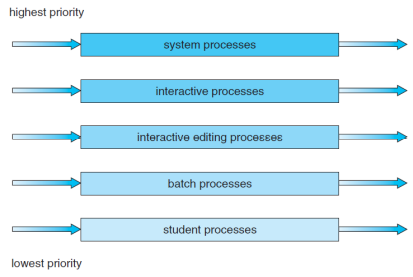 highest priority
system processes
interactive processes
interactive editing processes
batch processes
student processes
lowest priority